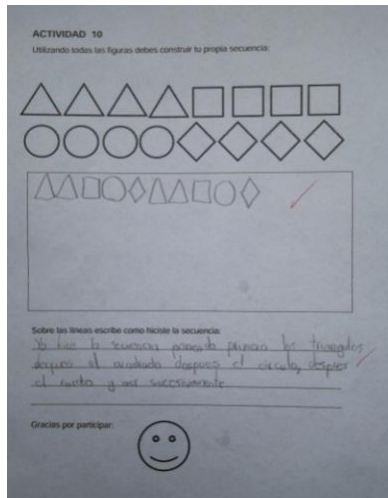 ACTIVIDAD 10
Utilizando todas las figuras debes construir tu propia secuencia:
Sobre las líneas escribe como hiciste la secuencia:
Yo hice la secuencia poniendo primero los triangulos
despues el cuadrado despues el circulo, despues
el rombo y asi sucesivamente
Gracias por participar: